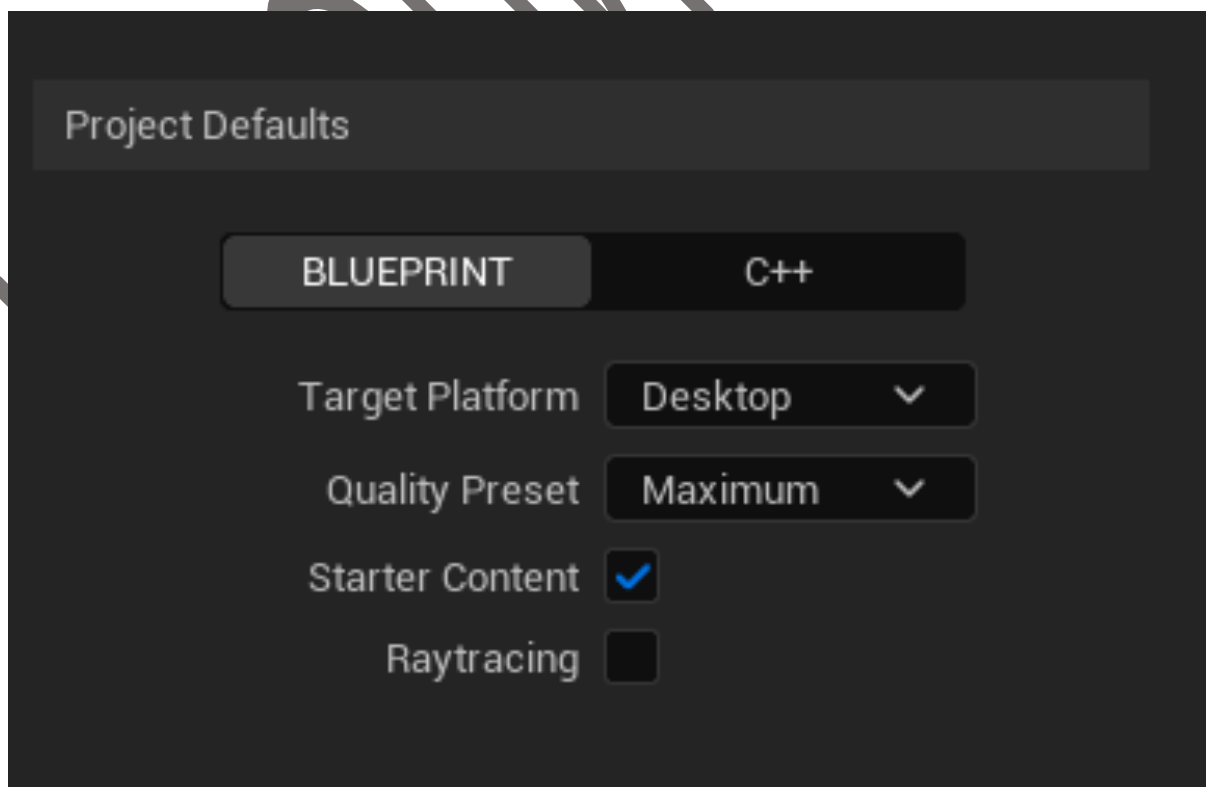 Project Defaults
BLUEPRINT C++
Target Platform Desktop
Quality Preset Maximum
Starter Content
Raytracing